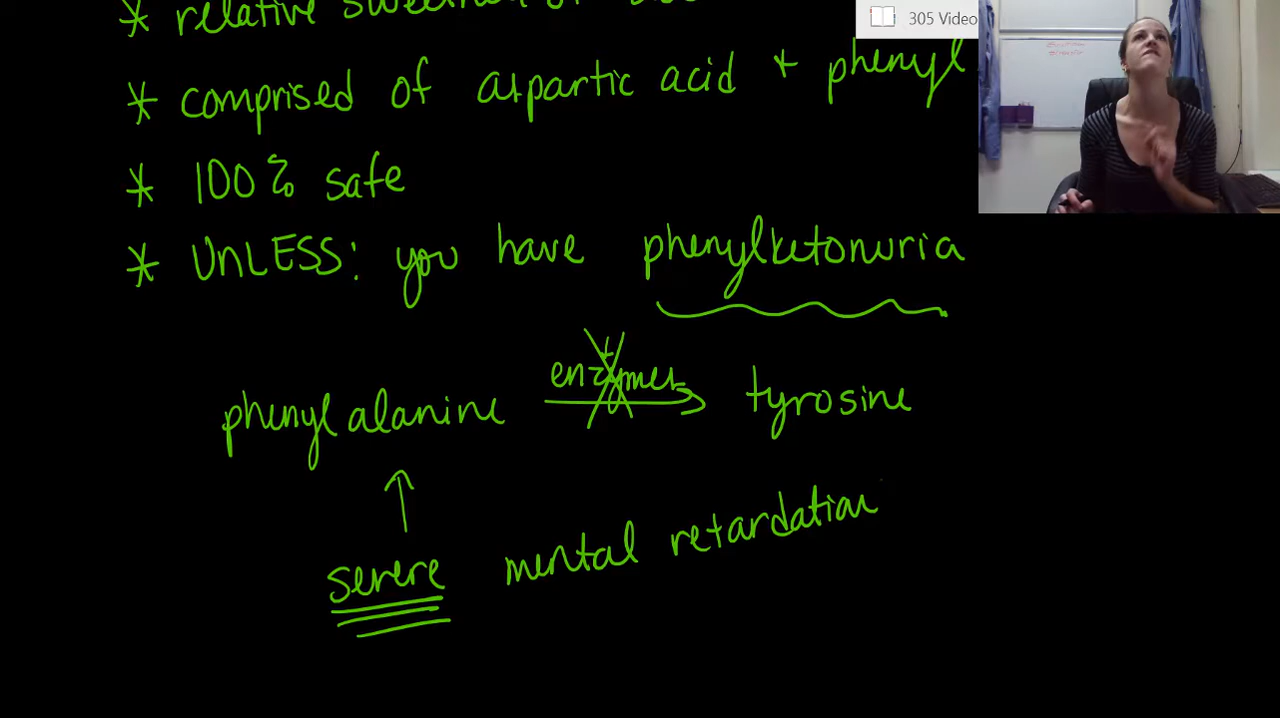 * relative
305 Video
* comprised of aspartic acid + phenyl
* 100% safe
* UNLESS: you have phenylketonuria
phenylalanine enzymes tyrosine
severe mental retardation